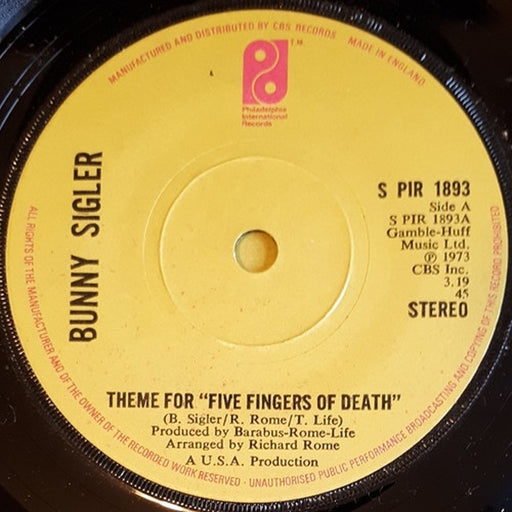 MANUFACTURED AND DISTRIBUTED BY CBS RECORDS
MADE IN ENGLAND
TM
Philadelphia
International
Records
BUNNY SIGLER
S PIR 1893
Side A
S PIR 1893A
Gamble-Huff
Music Ltd.
℗ 1973
CBS Inc.
3.19
45
STEREO
THEME FOR "FIVE FINGERS OF DEATH"
(B. Sigler/R. Rome/T. Life)
Produced by Barabus-Rome-Life
Arranged by Richard Rome
A U.S.A. Production
ALL RIGHTS OF THE MANUFACTURER AND OF THE OWNER OF THE RECORDED WORK RESERVED · UNAUTHORISED PUBLIC PERFORMANCE BROADCASTING AND COPYING OF THIS RECORD PROHIBITED